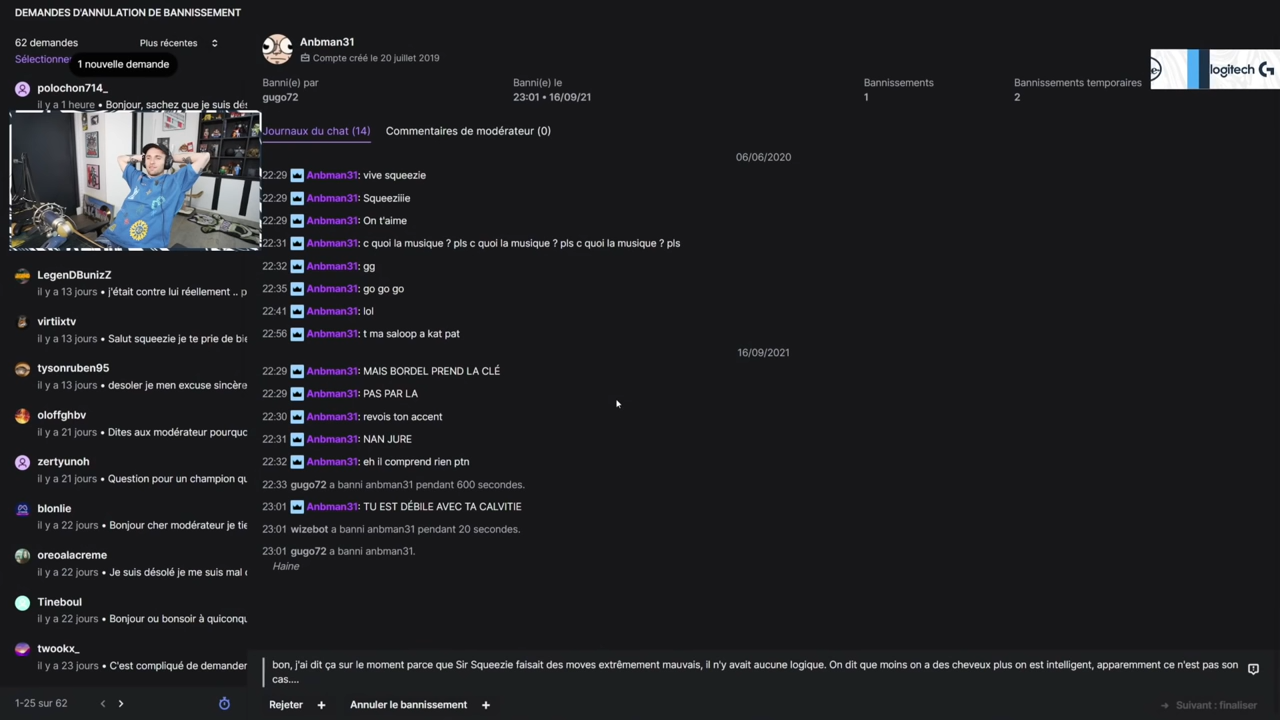 DEMANDES D'ANNULATION DE BANNISSEMENT
62 demandes
Plus récentes
Sélectionne
1 nouvelle demande
polochon714_
il y a 1 heure • Bonjour, sachez que je suis dés
LegenDBunizZ
il y a 13 jours • j'était contre lui réellement .. p
virtiixtv
il y a 13 jours • Salut squeezie je te prie de bie
tysonruben95
il y a 13 jours • desoler je men excuse sincère
oloffghbv
il y a 21 jours • Dites aux modérateur pourquo
zertyunoh
il y a 21 jours • Question pour un champion qu
blonlie
il y a 22 jours • Bonjour cher modérateur je tie
oreoalacreme
il y a 22 jours • Je suis désolé je me suis mal c
Tineboul
il y a 22 jours • Bonjour ou bonsoir à quiconqu
twookx_
il y a 23 jours • C'est compliqué de demander
1-25 sur 62
Anbman31
Compte créé le 20 juillet 2019
Banni(e) par
gugo72
Banni(e) le
23:01 • 16/09/21
Bannissements
1
Bannissements temporaires
2
logitech G
Journaux du chat (14)
Commentaires de modérateur (0)
06/06/2020
22:29 Anbman31: vive squeezie
22:29 Anbman31: Squeeziiie
22:29 Anbman31: On t'aime
22:31 Anbman31: c quoi la musique ? pls c quoi la musique ? pls c quoi la musique ? pls
22:32 Anbman31: gg
22:35 Anbman31: go go go
22:41 Anbman31: lol
22:56 Anbman31: t ma saloop a kat pat
16/09/2021
22:29 Anbman31: MAIS BORDEL PREND LA CLÉ
22:29 Anbman31: PAS PAR LA
22:30 Anbman31: revois ton accent
22:31 Anbman31: NAN JURE
22:32 Anbman31: eh il comprend rien ptn
22:33 gugo72 a banni anbman31 pendant 600 secondes.
23:01 Anbman31: TU EST DÉBILE AVEC TA CALVITIE
23:01 wizebot a banni anbman31 pendant 20 secondes.
23:01 gugo72 a banni anbman31.
Haine
bon, j'ai dit ça sur le moment parce que Sir Squeezie faisait des moves extrêmement mauvais, il n'y avait aucune logique. On dit que moins on a des cheveux plus on est intelligent, apparemment ce n'est pas son
cas....
Rejeter +
Annuler le bannissement +
Suivant : finaliser